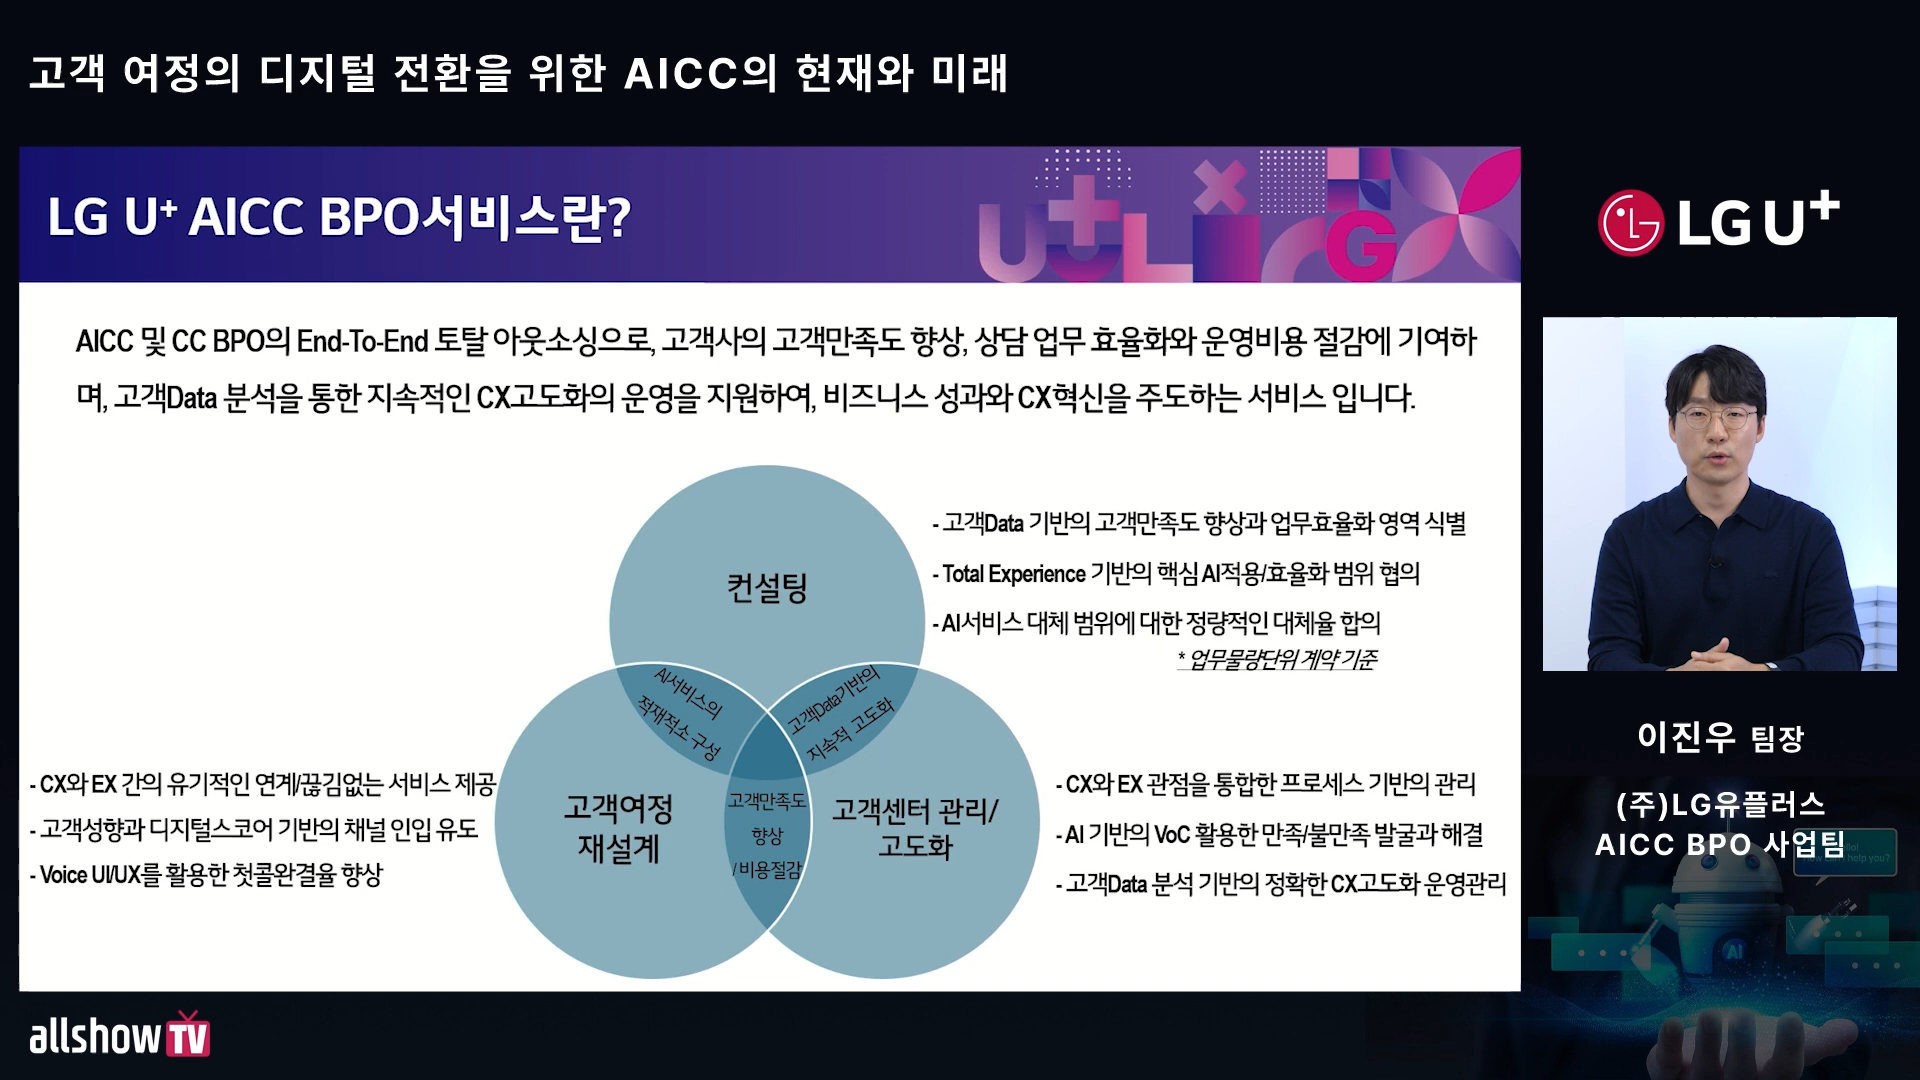 고객 여정의 디지털 전환을 위한 AICC의 현재와 미래
LG U⁺ AICC BPO서비스란?
AICC 및 CC BPO의 End-To-End 토탈 아웃소싱으로, 고객사의 고객만족도 향상, 상담 업무 효율화와 운영비용 절감에 기여하
며, 고객Data 분석을 통한 지속적인 CX고도화의 운영을 지원하여, 비즈니스 성과와 CX혁신을 주도하는 서비스 입니다.
컨설팅
- 고객Data 기반의 고객만족도 향상과 업무효율화 영역 식별
- Total Experience 기반의 핵심 AI적용/효율화 범위 협의
- AI서비스 대체 범위에 대한 정량적인 대체율 합의
* 업무물량단위 계약 기준
AI서비스의
적재적소 구성
고객Data기반의
지속적 고도화
- CX와 EX 간의 유기적인 연계/끊김없는 서비스 제공
- 고객성향과 디지털스코어 기반의 채널 인입 유도
- Voice UI/UX를 활용한 첫콜완결율 향상
고객여정
재설계
고객만족도
향상
/비용절감
고객센터 관리/
고도화
- CX와 EX 관점을 통합한 프로세스 기반의 관리
- AI 기반의 VoC 활용한 만족/불만족 발굴과 해결
- 고객Data 분석 기반의 정확한 CX고도화 운영관리
LG U⁺
이진우 팀장
(주)LG유플러스
AICC BPO 사업팀
help you?
AI
allshow TV